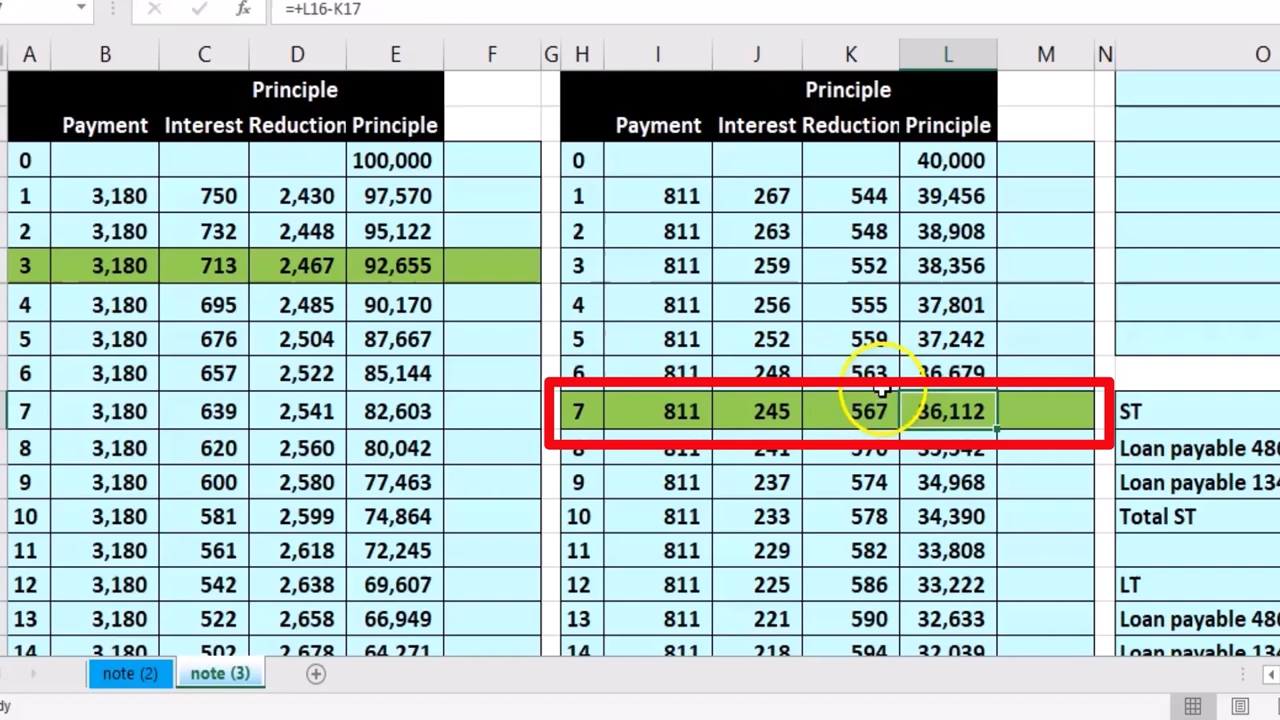 =+L16-K17
A B C D E F G H I J K L M N O
Principle Principle
Payment Interest Reduction Principle Payment Interest Reduction Principle
0 100,000 0 40,000
1 3,180 750 2,430 97,570 1 811 267 544 39,456
2 3,180 732 2,448 95,122 2 811 263 548 38,908
3 3,180 713 2,467 92,655 3 811 259 552 38,356
4 3,180 695 2,485 90,170 4 811 256 555 37,801
5 3,180 676 2,504 87,667 5 811 252 559 37,242
6 3,180 657 2,522 85,144 6 811 248 563 36,679
7 3,180 639 2,541 82,603 7 811 245 567 36,112 ST
8 3,180 620 2,560 80,042 8 811 241 570 35,542 Loan payable
9 3,180 600 2,580 77,463 9 811 237 574 34,968 Loan payable
10 3,180 581 2,599 74,864 10 811 233 578 34,390 Total ST
11 3,180 561 2,618 72,245 11 811 229 582 33,808
12 3,180 542 2,638 69,607 12 811 225 586 33,222 LT
13 3,180 522 2,658 66,949 13 811 221 590 32,633 Loan payable
14 3,180 502 2,678 64,271 14 811 218 594 32,039 Loan payable
note (2) note (3)